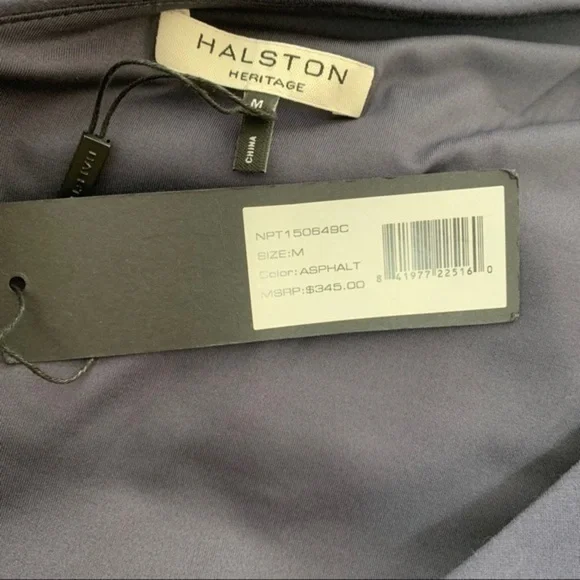 HALSTON
HERITAGE
M
CHINA
NPT150649C
SIZE:M
Color:ASPHALT
MSRP:$345.00
8 41977 22516 0